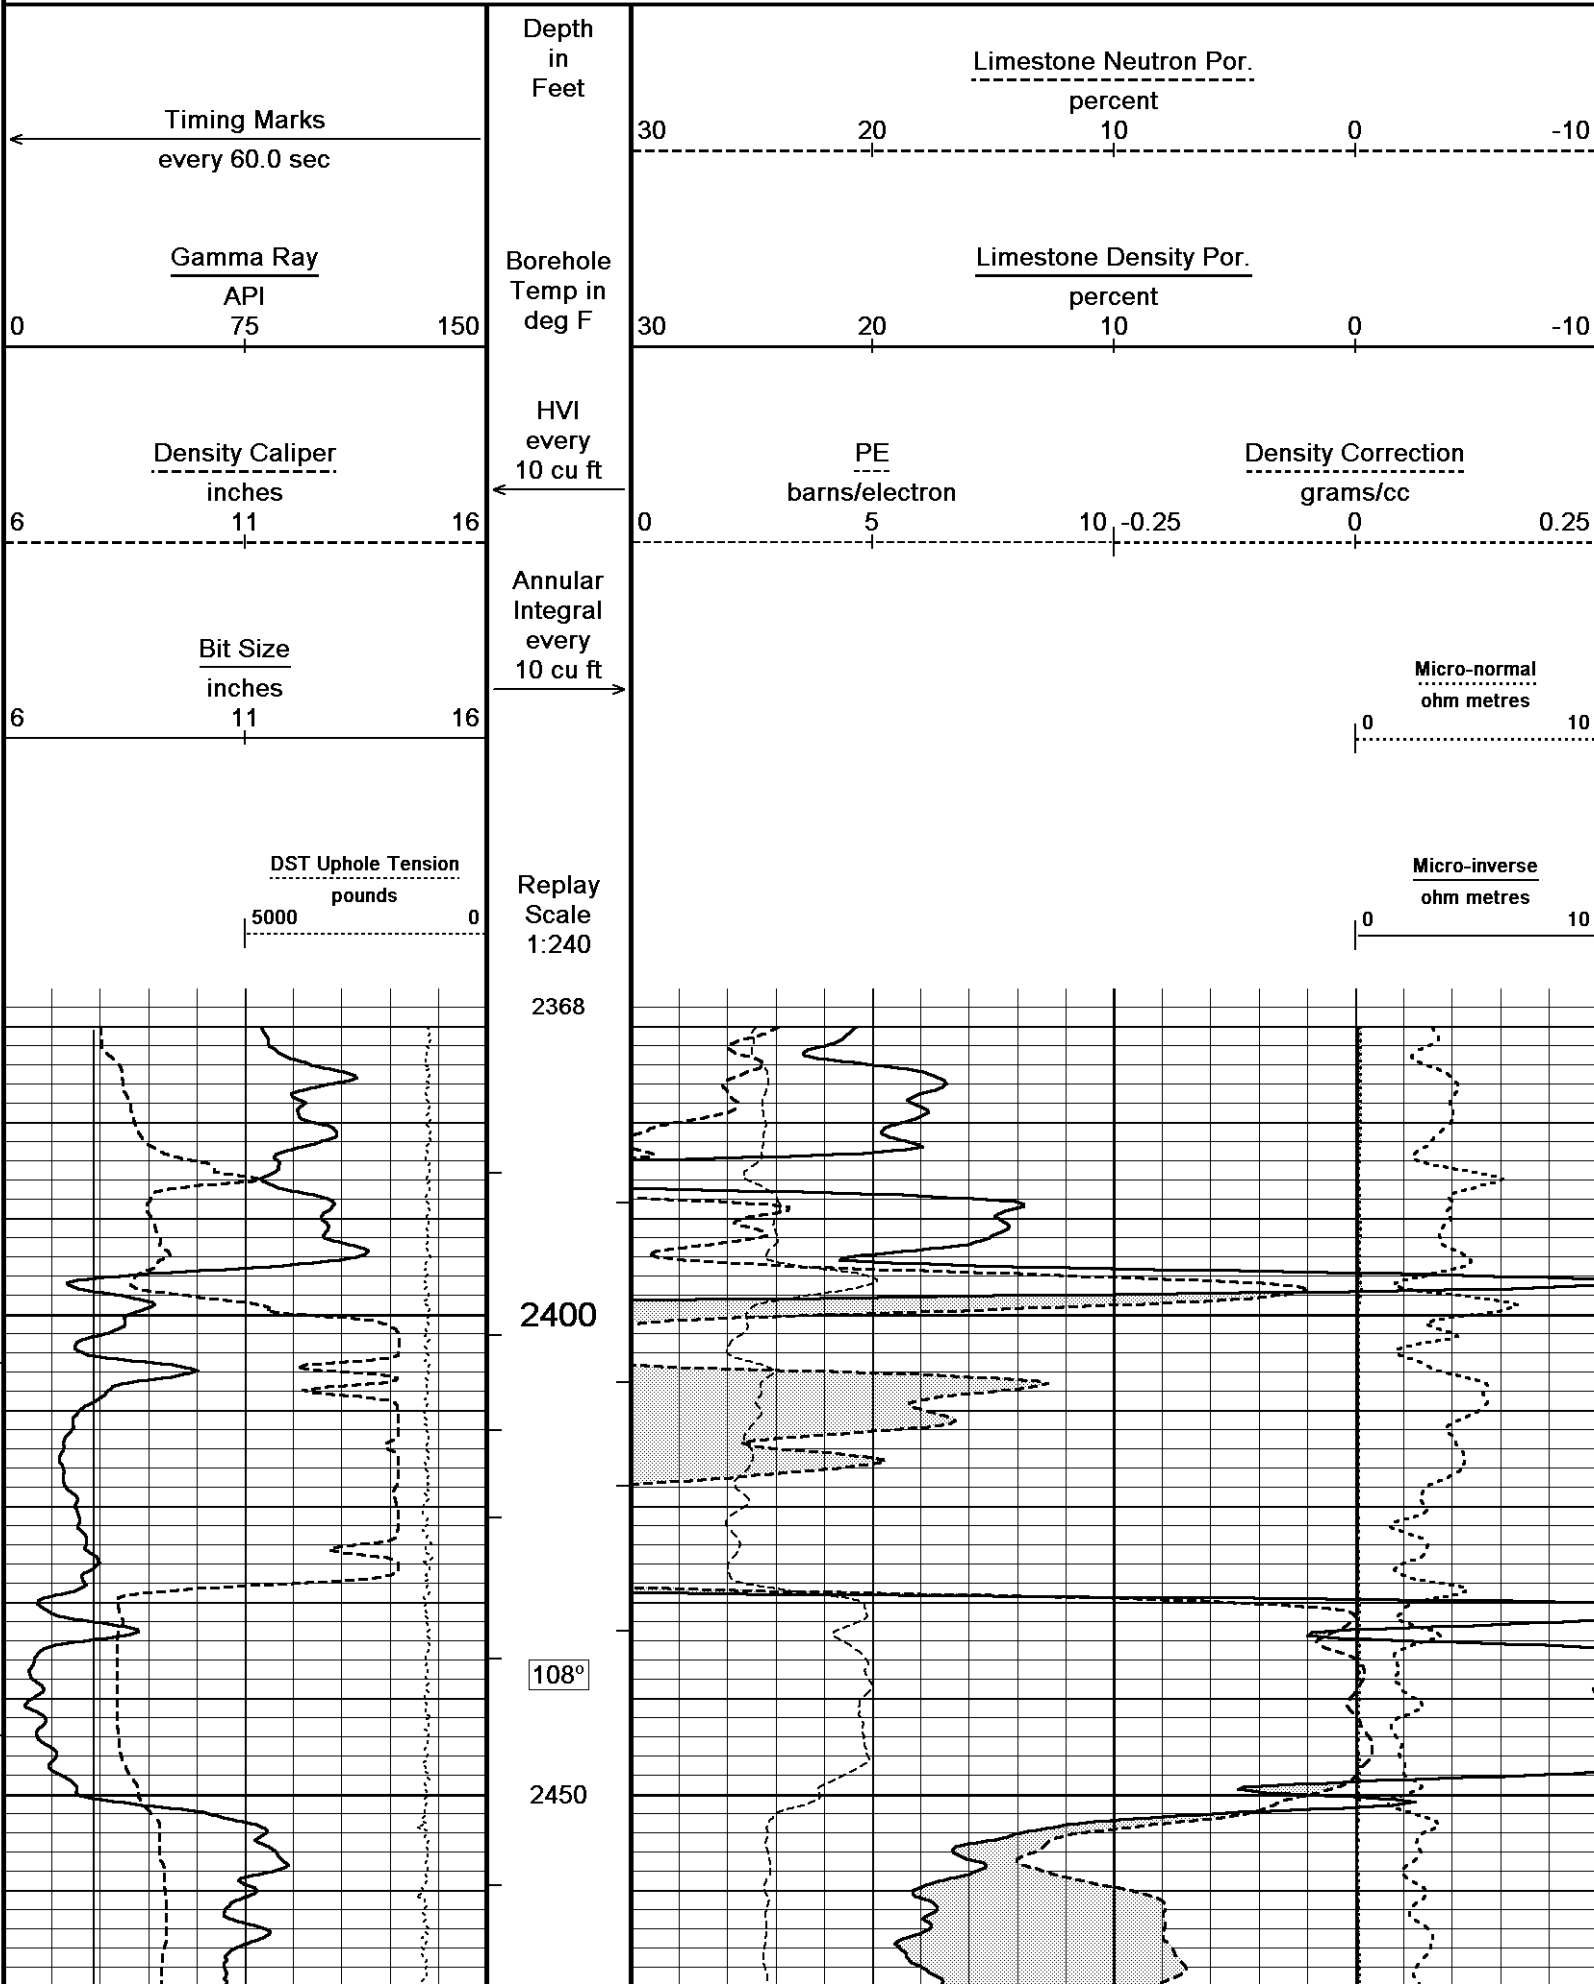 Timing Marks
every 60.0 sec
Gamma Ray
API
0 75 150
Density Caliper
inches
6 11 16
Bit Size
inches
6 11 16
DST Uphole Tension
pounds
5000 0
Depth
in
Feet
Borehole
Temp in
deg F
HVI
every
10 cu ft
Annular
Integral
every
10 cu ft
Replay
Scale
1:240
Limestone Neutron Por.
percent
30 20 10 0 -10
Limestone Density Por.
percent
30 20 10 0 -10
PE
barns/electron
0 5 10
Density Correction
grams/cc
-0.25 0 0.25
Micro-normal
ohm metres
0 10
Micro-inverse
ohm metres
0 10
2368
2400
108º
2450